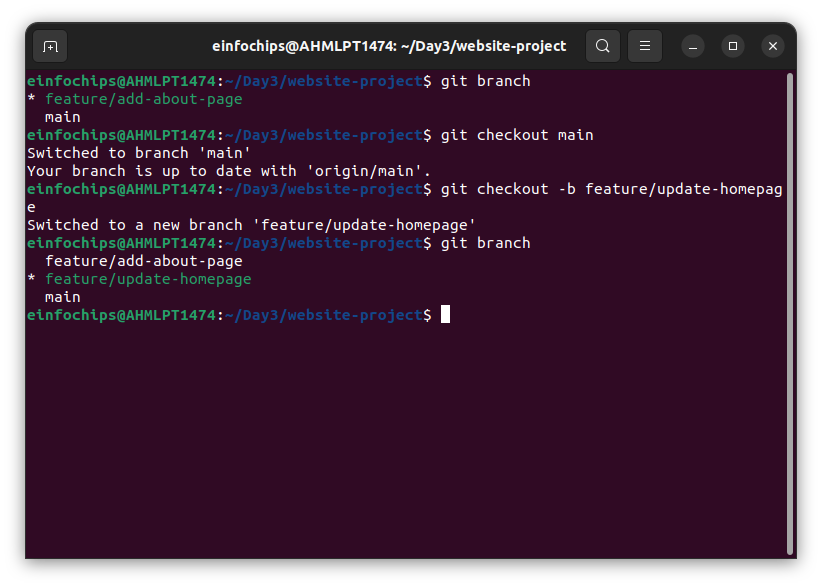 einfochips@AHMLPT1474: ~/Day3/website-project
einfochips@AHMLPT1474:~/Day3/website-project$ git branch
* feature/add-about-page
  main
einfochips@AHMLPT1474:~/Day3/website-project$ git checkout main
Switched to branch 'main'
Your branch is up to date with 'origin/main'.
einfochips@AHMLPT1474:~/Day3/website-project$ git checkout -b feature/update-homepag
e
Switched to a new branch 'feature/update-homepage'
einfochips@AHMLPT1474:~/Day3/website-project$ git branch
  feature/add-about-page
* feature/update-homepage
  main
einfochips@AHMLPT1474:~/Day3/website-project$